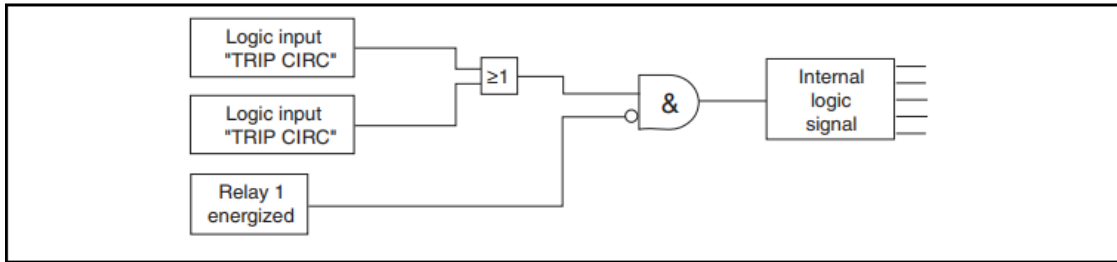 Logic input
"TRIP CIRC"
≥1
Logic input
"TRIP CIRC"
&
Internal
logic
signal
Relay 1
energized